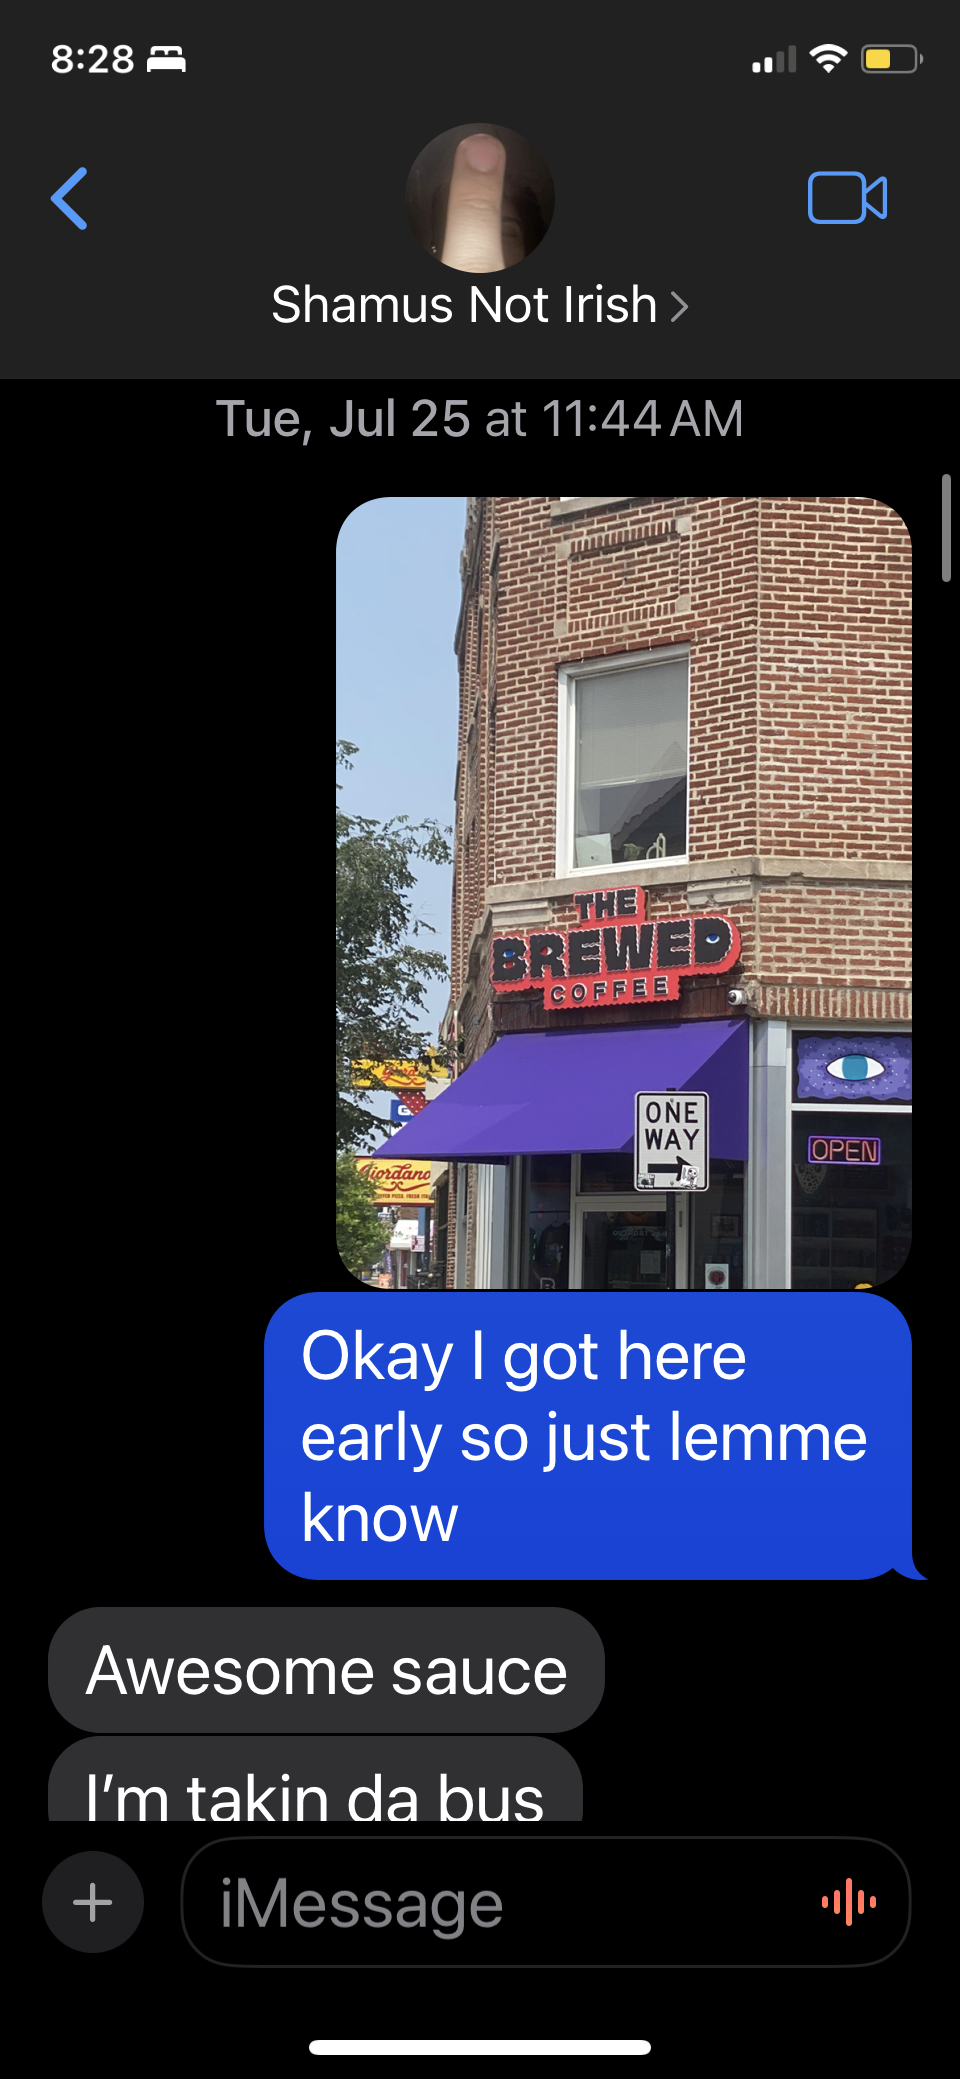 8:28
Shamus Not Irish
Tue, Jul 25 at 11:44 AM
THE
BREWED
COFFEE
ONE
WAY
OPEN
Giordano
Okay I got here
early so just lemme
know
Awesome sauce
I'm takin da bus
iMessage